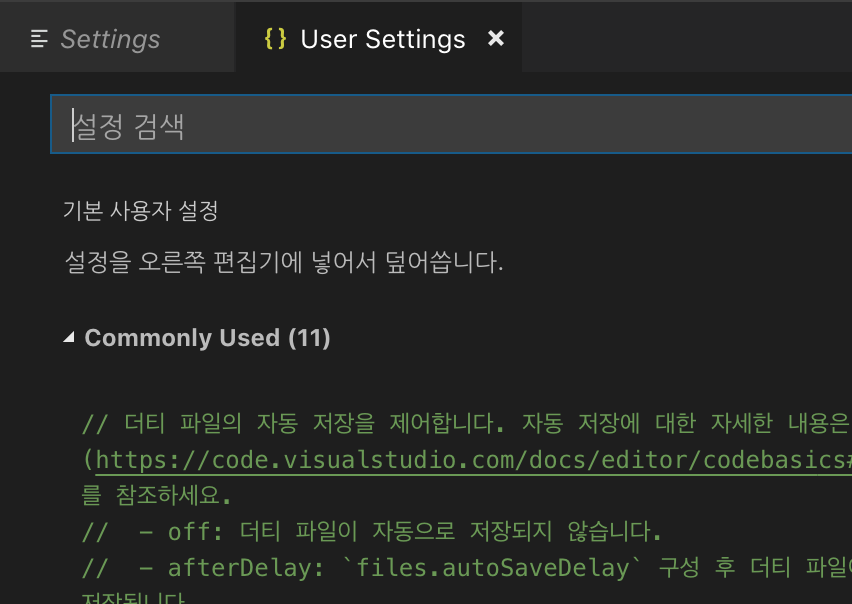 Settings
{ } User Settings ×
설정 검색
기본 사용자 설정
설정을 오른쪽 편집기에 넣어서 덮어씁니다.
Commonly Used (11)
// 더티 파일의 자동 저장을 제어합니다. 자동 저장에 대한 자세한 내용은
(https://code.visualstudio.com/docs/editor/codebasics#
를 참조하세요.
//  - off: 더티 파일이 자동으로 저장되지 않습니다.
//  - afterDelay: `files.autoSaveDelay` 구성 후 더티 파일이
저장됩니다